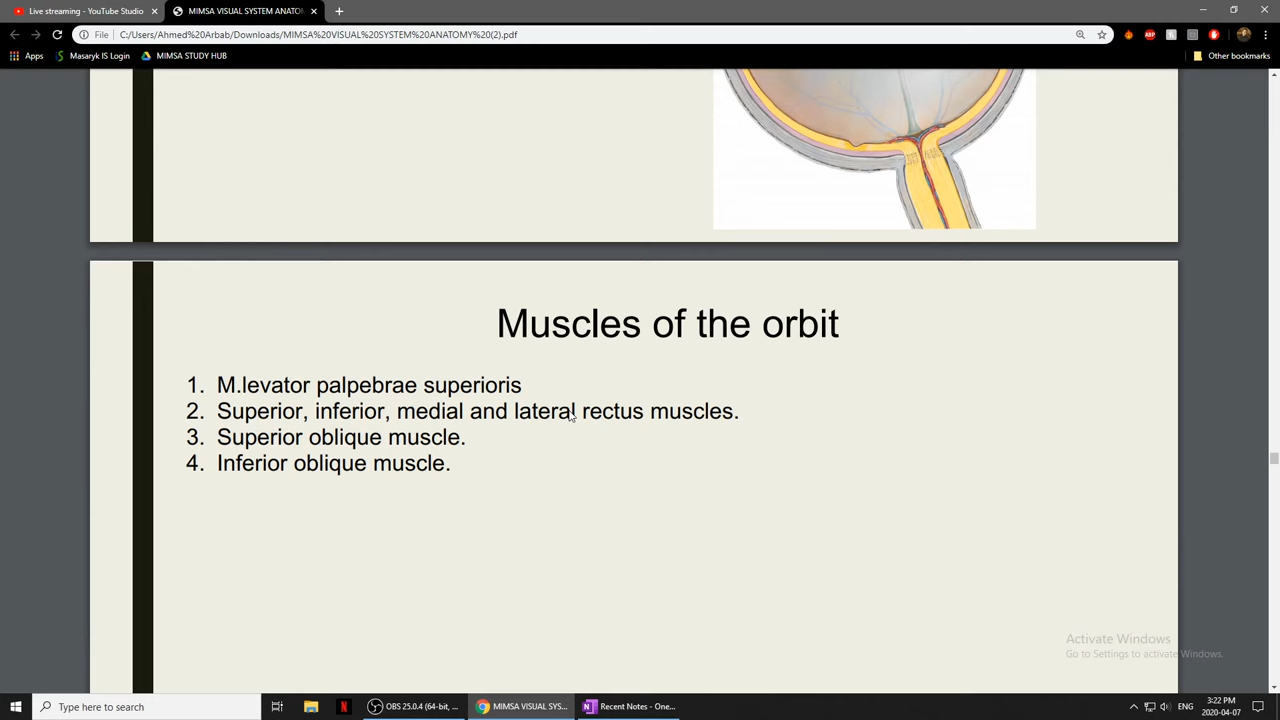 Live streaming - YouTube Studio
MIMSA VISUAL SYSTEM ANATO
File
C:/Users/Ahmed%20Arbab/Downloads/MIMSA%20VISUAL%20SYSTEM%20ANATOMY%20(2).pdf
ABP
Apps
Masaryk IS Login
MIMSA STUDY HUB
Other bookmarks
Muscles of the orbit
1. M.levator palpebrae superioris
2. Superior, inferior, medial and lateral rectus muscles.
3. Superior oblique muscle.
4. Inferior oblique muscle.
Activate Windows
Go to Settings to activate Windows.
Type here to search
OBS 25.0.4 (64-bit, ...
MIMSA VISUAL SYS...
Recent Notes - One...
ENG
3:22 PM
2020-04-07